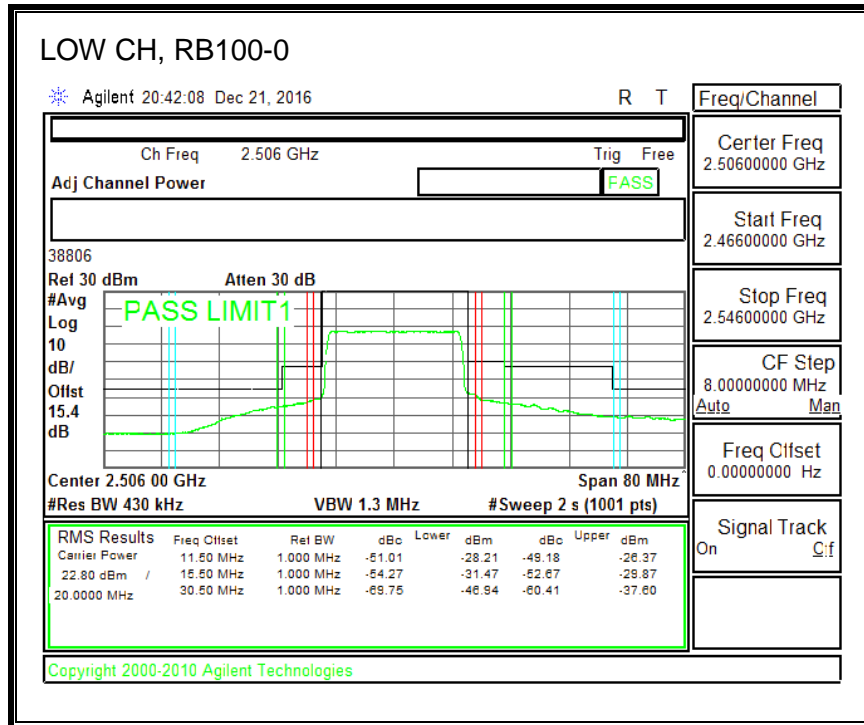 LOW CH, RB100-0
Agilent 20:42:08 Dec 21, 2016 R T
Freq/Channel
Ch Freq 2.506 GHz Trig Free
Adj Channel Power PASS
Center Freq
2.50600000 GHz
Start Freq
2.46600000 GHz
Stop Freq
2.54600000 GHz
CF Step
8.00000000 MHz
Auto Man
Freq Offset
0.00000000 Hz
Signal Track
On Off
38806
Ref 30 dBm Atten 30 dB
#Avg
Log
10
dB/
Offst
15.4
dB
PASS LIMIT1
Center 2.506 00 GHz Span 80 MHz
#Res BW 430 kHz VBW 1.3 MHz #Sweep 2 s (1001 pts)
RMS Results Freq Offset Ref BW dBc Lower dBm dBc Upper dBm
Carrier Power 11.50 MHz 1.000 MHz -51.01 -28.21 -49.18 -26.37
22.80 dBm / 15.50 MHz 1.000 MHz -54.27 -31.47 -52.67 -29.87
20.0000 MHz 30.50 MHz 1.000 MHz -69.75 -46.94 -60.41 -37.60
Copyright 2000-2010 Agilent Technologies